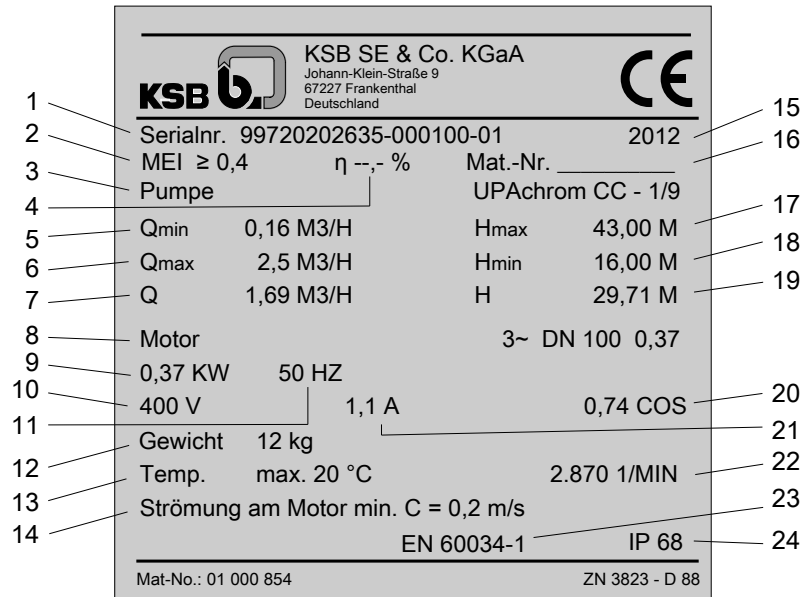 KSB SE & Co. KGaA
Johann-Klein-Straße 9
67227 Frankenthal
Deutschland
KSB b. CE
1 Serialnr. 99720202635-000100-01 2012 15
2 MEI ≥ 0,4 η --,- % Mat.-Nr. __________ 16
3 Pumpe UPAchrom CC - 1/9
4
5 Qmin 0,16 M3/H Hmax 43,00 M 17
6 Qmax 2,5 M3/H Hmin 16,00 M 18
7 Q 1,69 M3/H H 29,71 M 19
8 Motor 3~ DN 100 0,37
9 0,37 KW 50 HZ
10 400 V 1,1 A 0,74 COS 20
11 21
12 Gewicht 12 kg
13 Temp. max. 20 °C 2.870 1/MIN 22
14 Strömung am Motor min. C = 0,2 m/s 23
EN 60034-1 IP 68 24
Mat-No.: 01 000 854 ZN 3823 - D 88